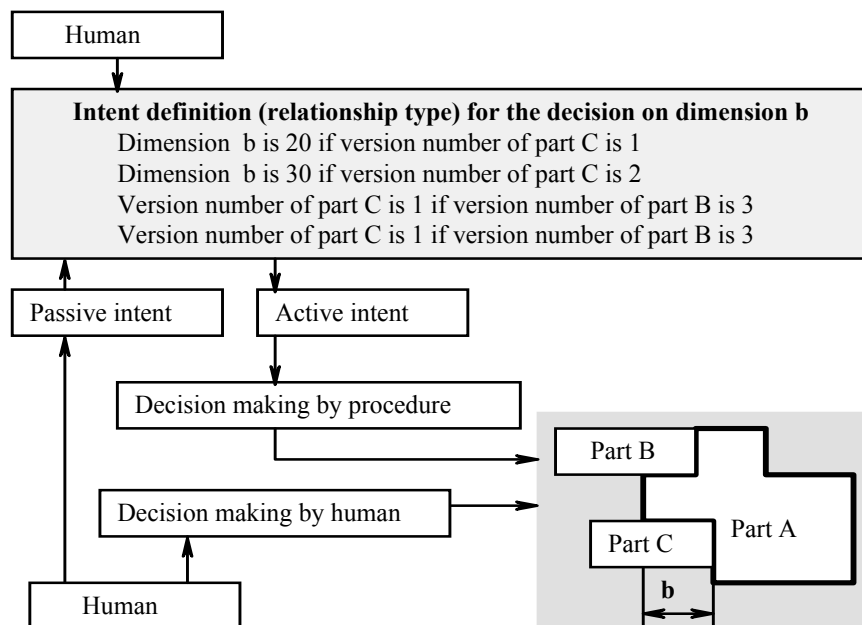 Human
Intent definition (relationship type) for the decision on dimension b
Dimension b is 20 if version number of part C is 1
Dimension b is 30 if version number of part C is 2
Version number of part C is 1 if version number of part B is 3
Version number of part C is 1 if version number of part B is 3
Passive intent
Active intent
Decision making by procedure
Part B
Decision making by human
Part A
Part C
b
Human